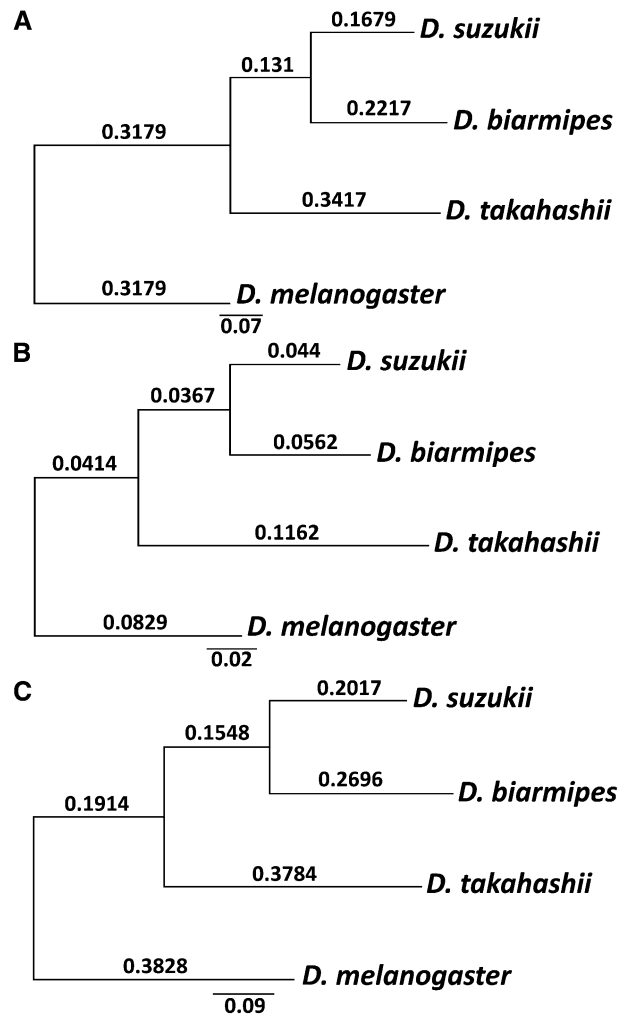 A
0.1679
D. suzukii
0.131
0.2217
D. biarmipes
0.3179
0.3417
D. takahashii
0.3179
D. melanogaster
0.07
B
0.044
D. suzukii
0.0367
0.0562
D. biarmipes
0.0414
0.1162
D. takahashii
0.0829
D. melanogaster
0.02
C
0.2017
D. suzukii
0.1548
0.2696
D. biarmipes
0.1914
0.3784
D. takahashii
0.3828
D. melanogaster
0.09